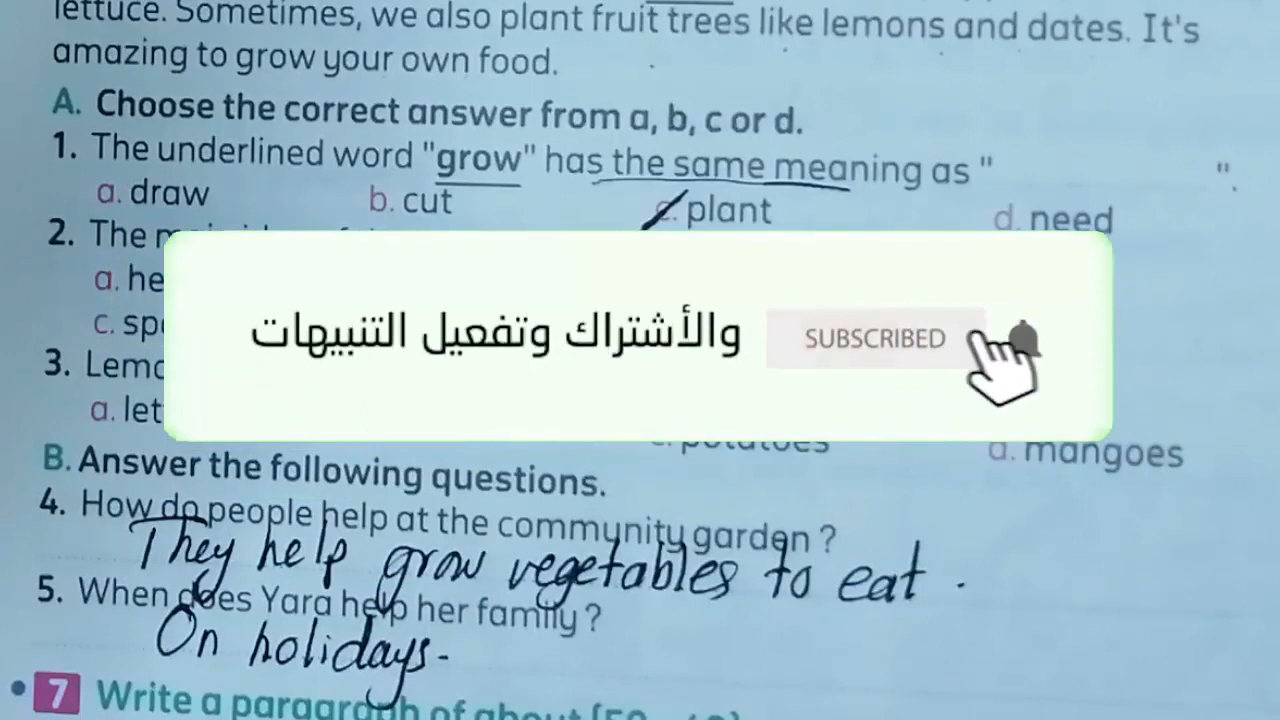 lettuce. Sometimes, we also plant fruit trees like lemons and dates. It's
amazing to grow your own food.
A. Choose the correct answer from a, b, c or d.
1. The underlined word "grow" has the same meaning as " ".
a. draw b. cut c. plant d. need
2. The
a. he
c. sp
والأشتراك وتفعيل التنبيهات SUBSCRIBED
3. Lemo
a. let c. potatoes d. mangoes
B. Answer the following questions.
4. How do people help at the community garden ?
They help grow vegetables to eat .
5. When does Yara help her family ?
On holidays.
7 Write a paragraph of about